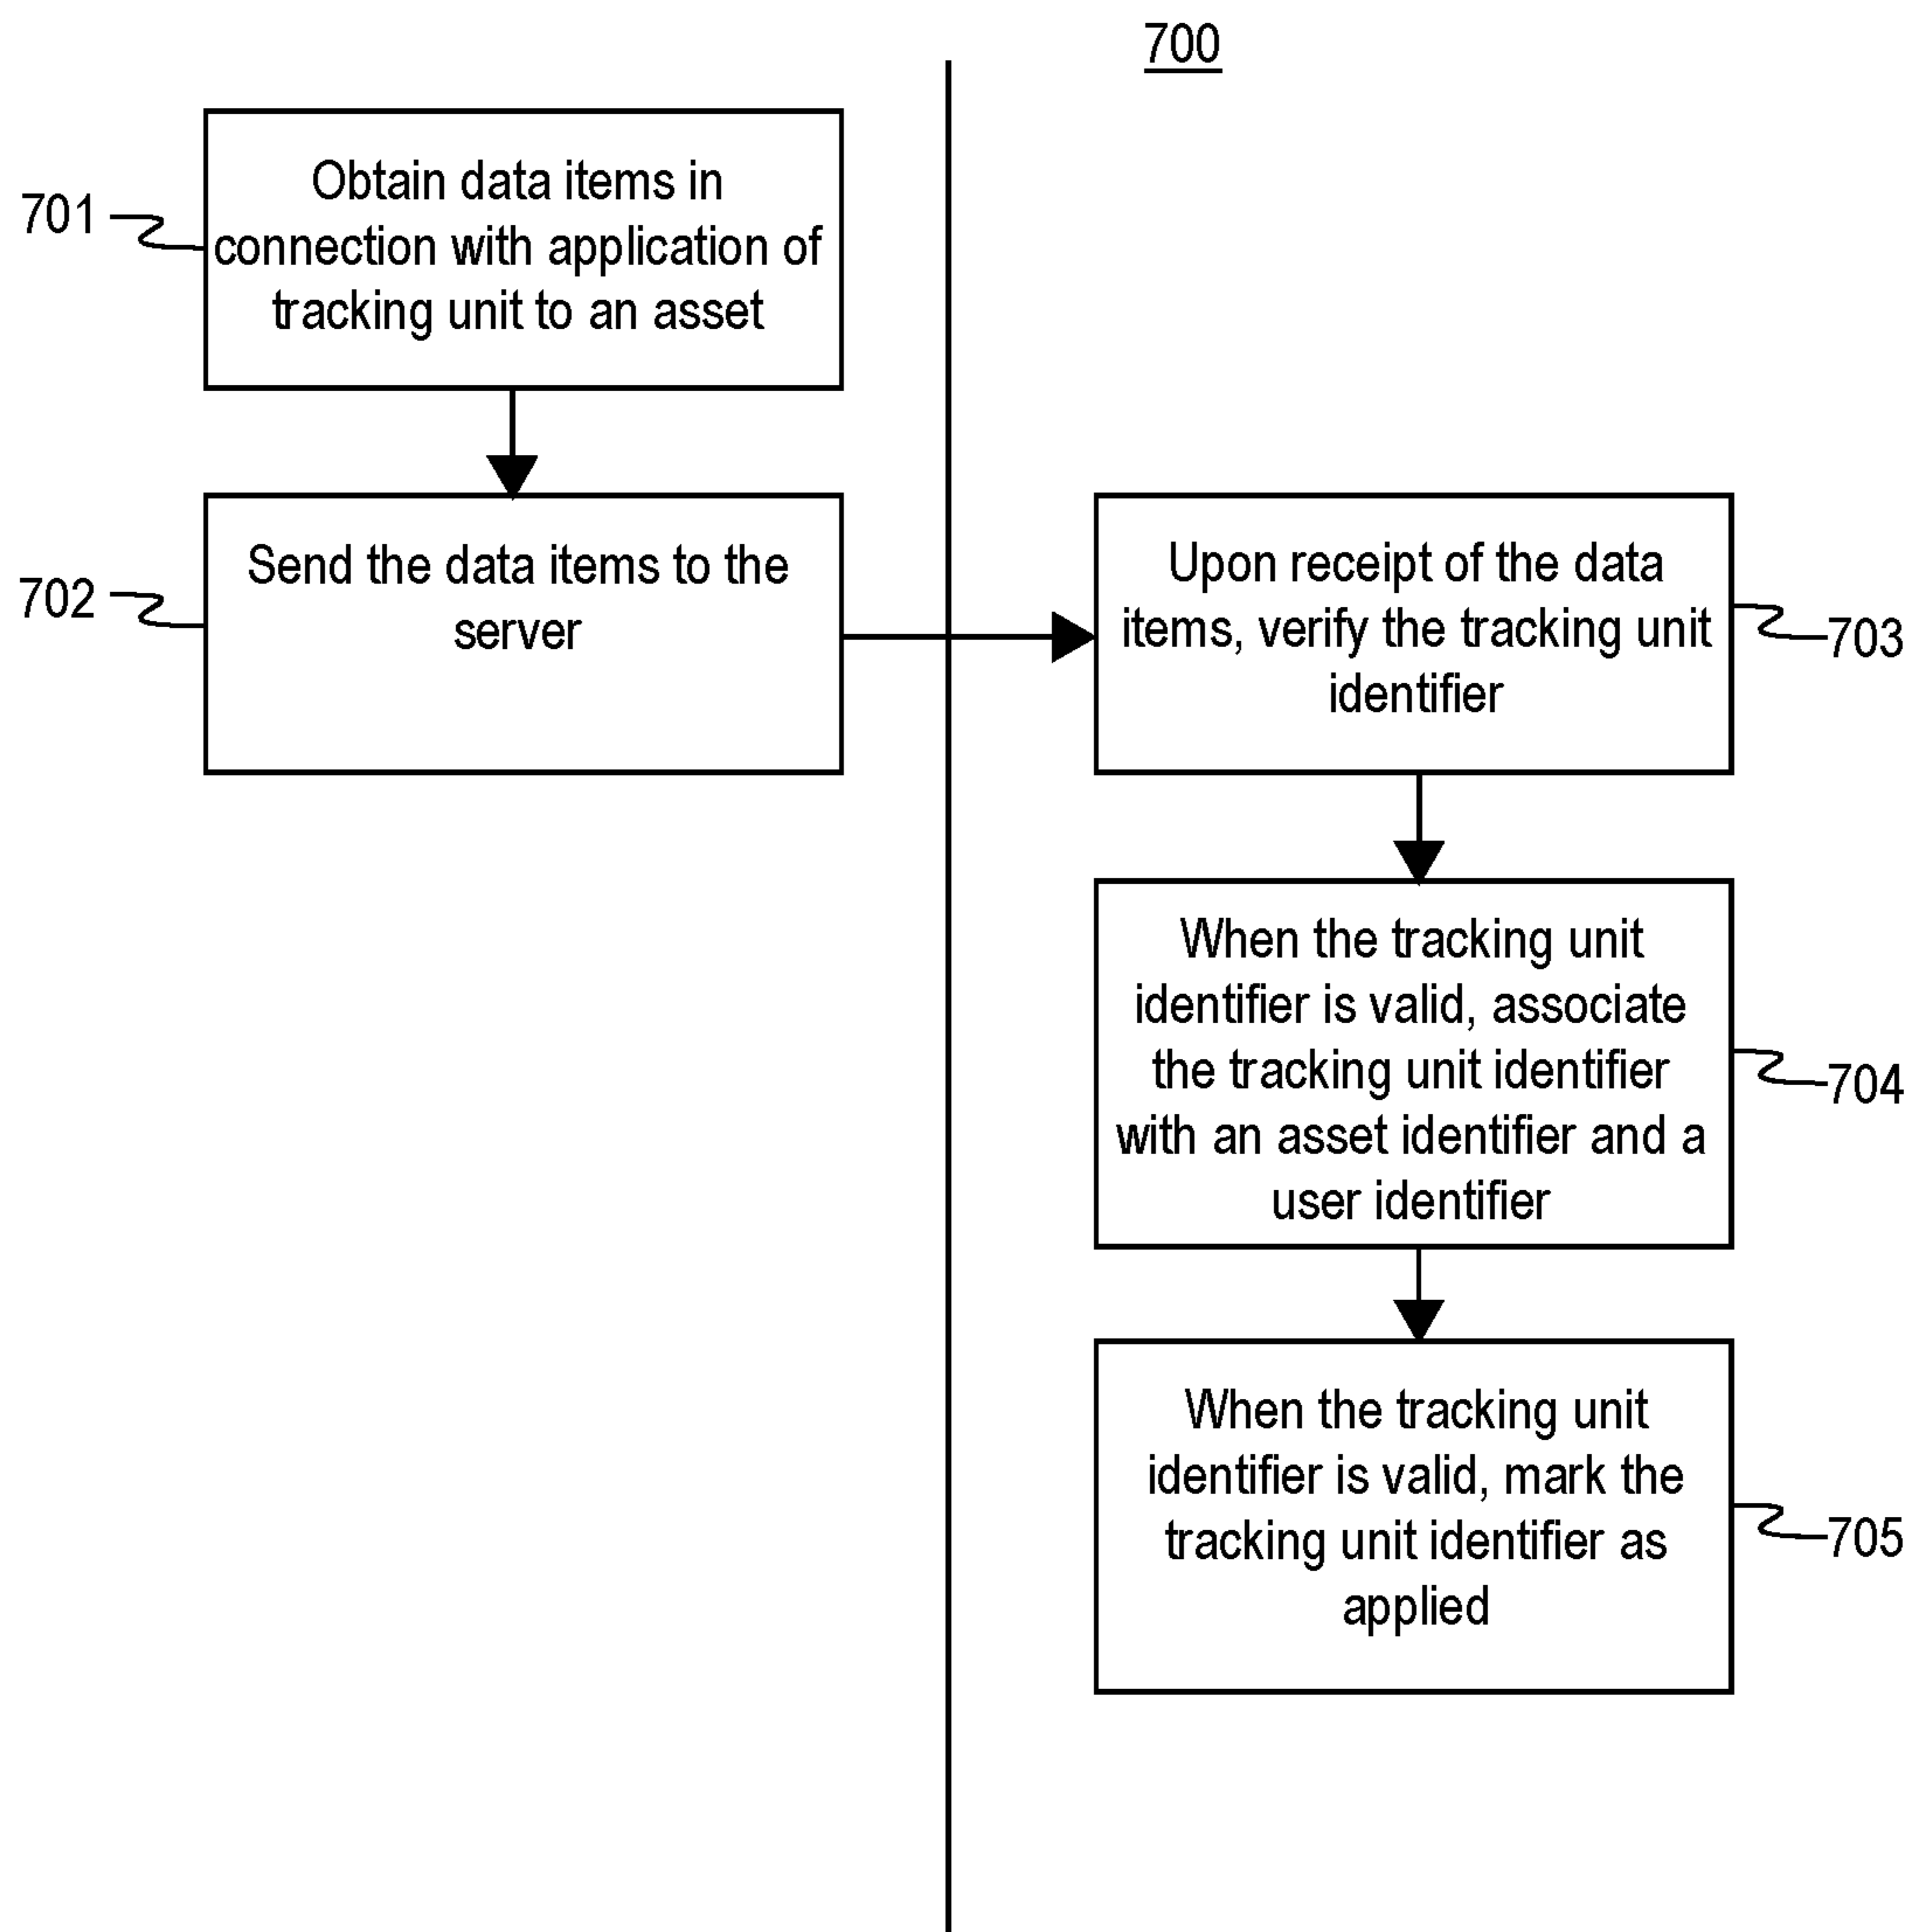 700
701
Obtain data items in
connection with application of
tracking unit to an asset
702
Send the data items to the
server
Upon receipt of the data
items, verify the tracking unit
identifier
703
When the tracking unit
identifier is valid, associate
the tracking unit identifier
with an asset identifier and a
user identifier
704
When the tracking unit
identifier is valid, mark the
tracking unit identifier as
applied
705